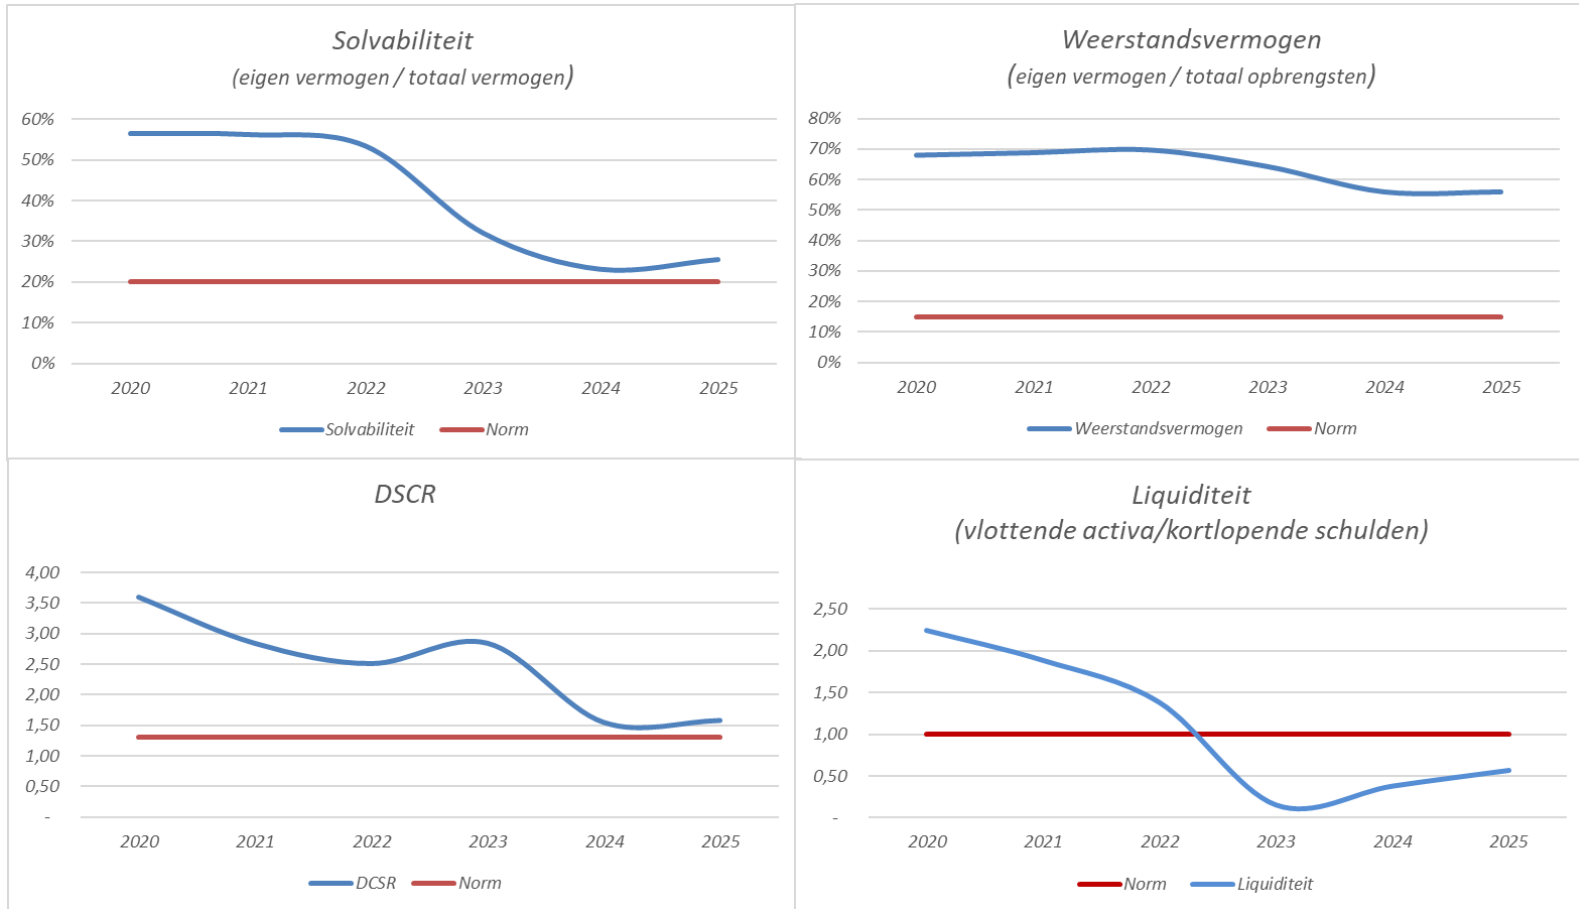 Solvabiliteit
(eigen vermogen / totaal vermogen)
60%
50%
40%
30%
20%
10%
0%
2020 2021 2022 2023 2024 2025
Solvabiliteit Norm
Weerstandsvermogen
(eigen vermogen / totaal opbrengsten)
80%
70%
60%
50%
40%
30%
20%
10%
0%
2020 2021 2022 2023 2024 2025
Weerstandsvermogen Norm
DSCR
4,00
3,50
3,00
2,50
2,00
1,50
1,00
0,50
-
2020 2021 2022 2023 2024 2025
DCSR Norm
Liquiditeit
(vlottende activa/kortlopende schulden)
2,50
2,00
1,50
1,00
0,50
-
2020 2021 2022 2023 2024 2025
Norm Liquiditeit